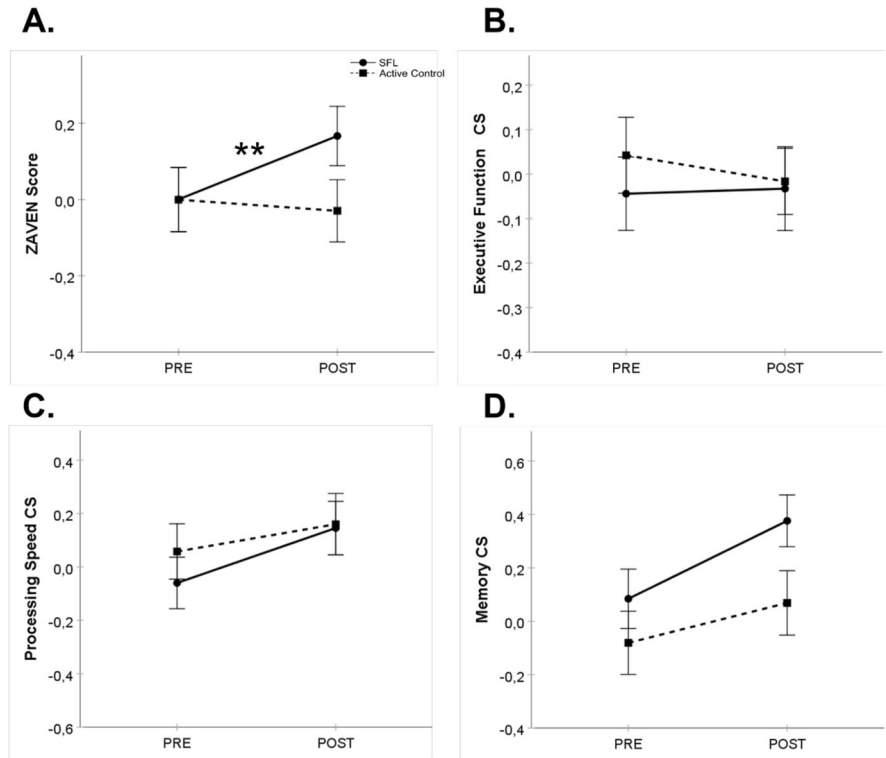 A.
SFL
Active Control
ZAVEN Score
0,2
0,0
-0,2
-0,4
**
PRE
POST
B.
Executive Function CS
0,2
0,1
0,0
-0,1
-0,2
-0,3
-0,4
PRE
POST
C.
Processing Speed CS
0,4
0,2
0,0
-0,2
-0,4
-0,6
PRE
POST
D.
Memory CS
0,6
0,4
0,2
0,0
-0,2
-0,4
PRE
POST